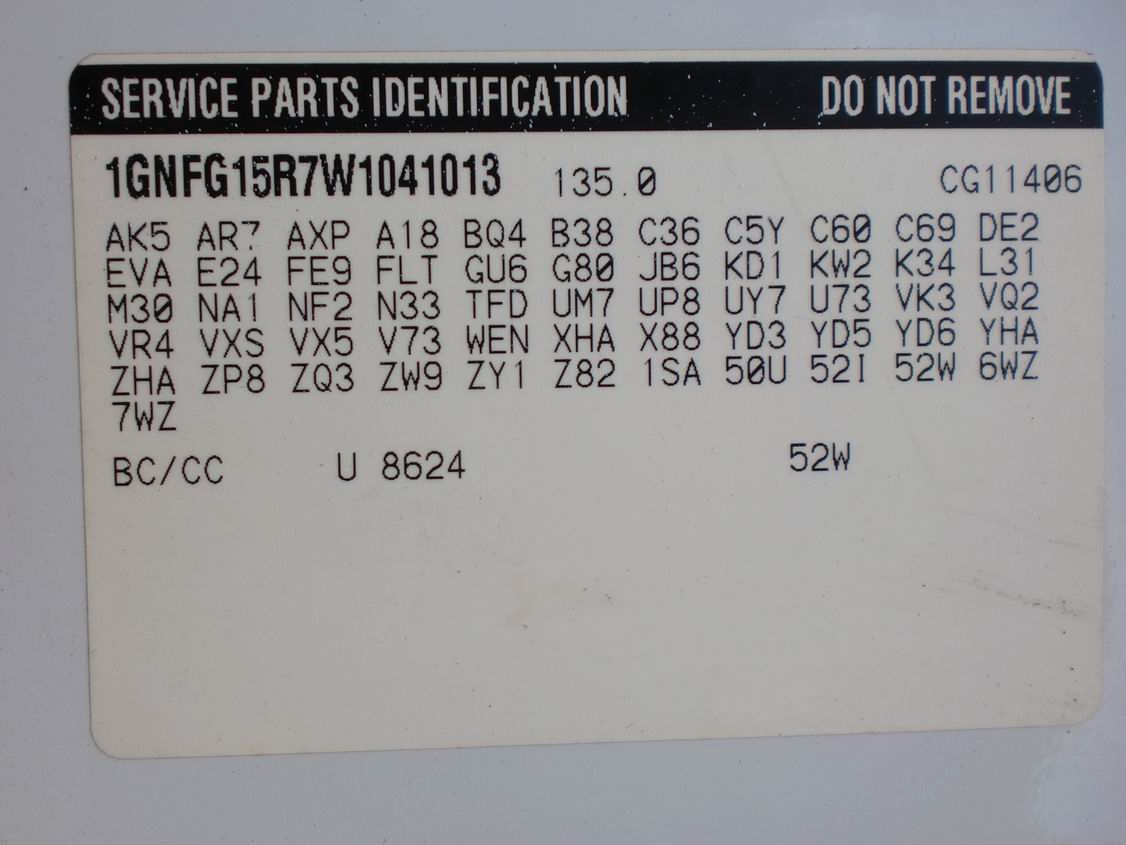 SERVICE PARTS IDENTIFICATION DO NOT REMOVE
1GNFG15R7W1041013 135.0 CG11406
AK5 AR7 AXP A18 BQ4 B38 C36 C5Y C60 C69 DE2
EVA E24 FE9 FLT GU6 G80 JB6 KD1 KW2 K34 L31
M30 NA1 NF2 N33 TFD UM7 UP8 UY7 U73 VK3 VQ2
VR4 VXS VX5 V73 WEN XHA X88 YD3 YD5 YD6 YHA
ZHA ZP8 ZQ3 ZW9 ZY1 Z82 1SA 50U 52I 52W 6WZ
7WZ
BC/CC U 8624 52W